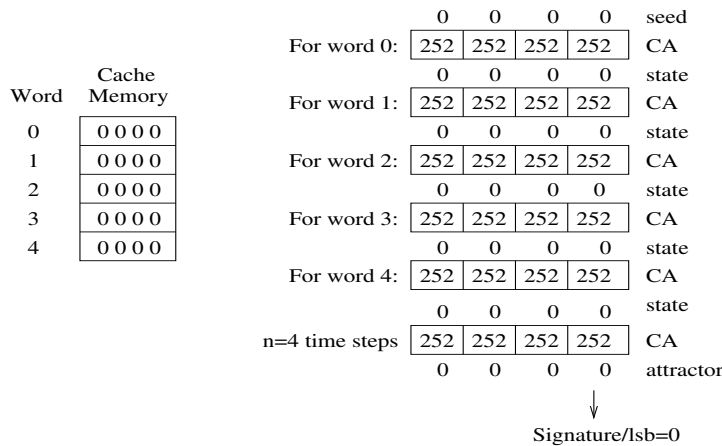 Cache
Word Memory
0 0 0 0 0
1 0 0 0 0
2 0 0 0 0
3 0 0 0 0
4 0 0 0 0
0 0 0 0 seed
For word 0: 252 252 252 252 CA
0 0 0 0 state
For word 1: 252 252 252 252 CA
0 0 0 0 state
For word 2: 252 252 252 252 CA
0 0 0 0 state
For word 3: 252 252 252 252 CA
0 0 0 0 state
For word 4: 252 252 252 252 CA
0 0 0 0 state
n=4 time steps 252 252 252 252 CA
0 0 0 0 attractor
Signature/lsb=0